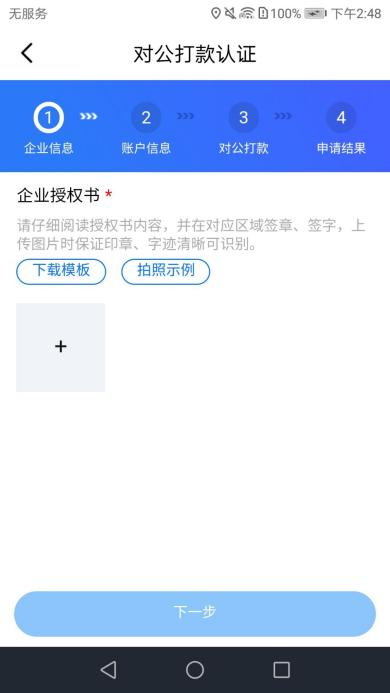 无服务 100% 下午2:48
对公打款认证
1 2 3 4
企业信息 账户信息 对公打款 申请结果
企业授权书 *
请仔细阅读授权书内容，并在对应区域签章、签字，上
传图片时保证印章、字迹清晰可识别。
下载模板 拍照示例
+
下一步